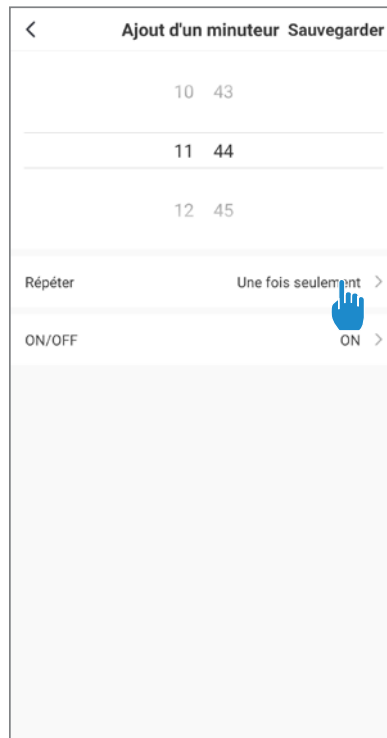 Ajout d'un minuteur Sauvegarder
10 43
11 44
12 45
Répéter Une fois seulement
ON/OFF ON